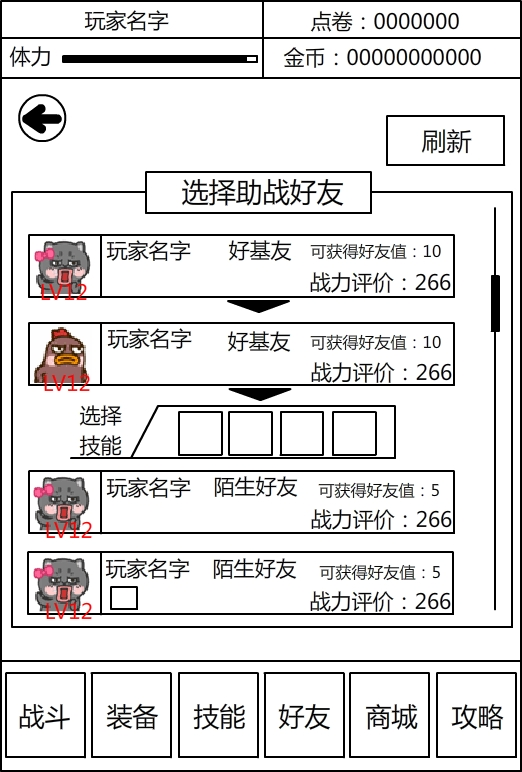 玩家名字
点卷：0000000
体力
金币：00000000000
刷新
选择助战好友
玩家名字 好基友 可获得好友值：10
LV12 战力评价：266
玩家名字 好基友 可获得好友值：10
LV12 战力评价：266
选择
技能
玩家名字 陌生好友 可获得好友值：5
LV12 战力评价：266
玩家名字 陌生好友 可获得好友值：5
LV12 战力评价：266
战斗 装备 技能 好友 商城 攻略